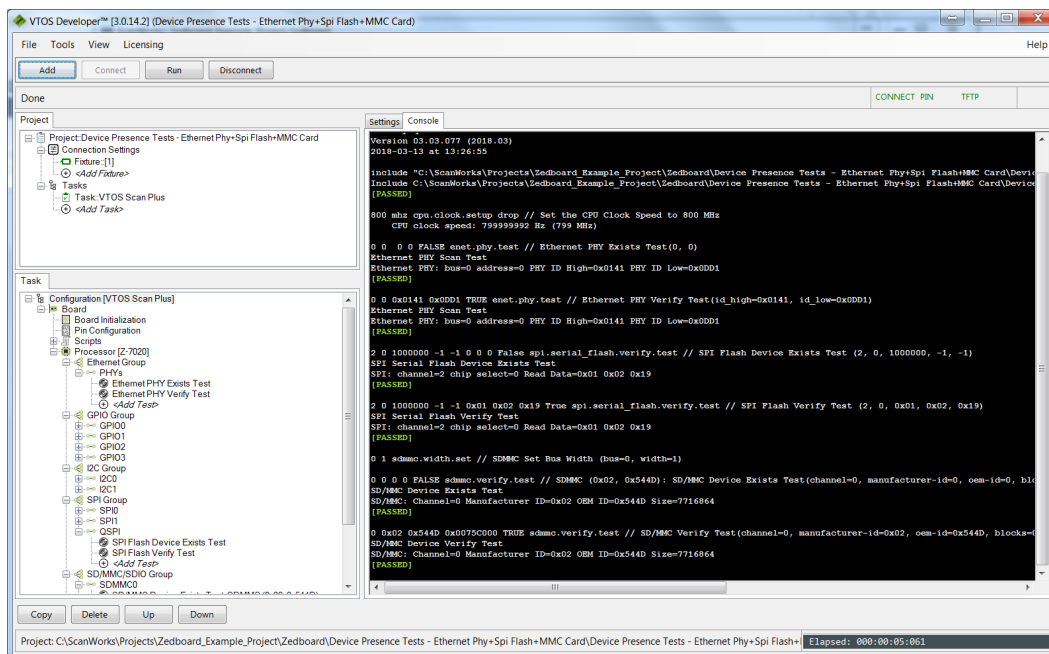 VTOS Developer™ [3.0.14.2] (Device Presence Tests - Ethernet Phy+Spi Flash+MMC Card)
File Tools View Licensing Help
Add Connect Run Disconnect
Done CONNECT PIN TFTP
Project
Project:Device Presence Tests - Ethernet Phy+Spi Flash+MMC Card
Connection Settings
Fixture::[1]
<Add Fixture>
Tasks
Task::VTOS Scan Plus
<Add Task>
Task
Configuration [VTOS Scan Plus]
Board
Board Initialization
Pin Configuration
Scripts
Processor [Z-7020]
Ethernet Group
PHYs
Ethernet PHY Exists Test
Ethernet PHY Verify Test
<Add Test>
GPIO Group
GPIO0
GPIO1
GPIO2
GPIO3
I2C Group
I2C0
I2C1
SPI Group
SPI0
SPI1
QSPI
SPI Flash Device Exists Test
SPI Flash Verify Test
<Add Test>
SD/MMC/SDIO Group
SDMMC0
Settings Console
Version 03.03.077 (2018.03)
2018-03-13 at 13:26:55
include "C:\ScanWorks\Projects\Zedboard_Example_Project\Zedboard\Device Presence Tests - Ethernet Phy+Spi Flash+MMC Card\Devic
Include C:\ScanWorks\Projects\Zedboard_Example_Project\Zedboard\Device Presence Tests - Ethernet Phy+Spi Flash+MMC Card\Device
[PASSED]
800 mhz cpu.clock.setup drop // Set the CPU Clock Speed to 800 MHz
CPU clock speed: 799999992 Hz (799 MHz)
0 0 0 0 FALSE enet.phy.test // Ethernet PHY Exists Test(0, 0)
Ethernet PHY Scan Test
Ethernet PHY: bus=0 address=0 PHY ID High=0x0141 PHY ID Low=0x0DD1
[PASSED]
0 0 0x0141 0x0DD1 TRUE enet.phy.test // Ethernet PHY Verify Test(id_high=0x0141, id_low=0x0DD1)
Ethernet PHY Scan Test
Ethernet PHY: bus=0 address=0 PHY ID High=0x0141 PHY ID Low=0x0DD1
[PASSED]
2 0 1000000 -1 -1 0 0 0 False spi.serial_flash.verify.test // SPI Flash Device Exists Test (2, 0, 1000000, -1, -1)
SPI Serial Flash Device Exists Test
SPI: channel=2 chip select=0 Read Data=0x01 0x02 0x19
[PASSED]
2 0 1000000 -1 -1 0x01 0x02 0x19 True spi.serial_flash.verify.test // SPI Flash Verify Test (2, 0, 0x01, 0x02, 0x19)
SPI Serial Flash Verify Test
SPI: channel=2 chip select=0 Read Data=0x01 0x02 0x19
[PASSED]
0 1 sdmmc.width.set // SDMMC Set Bus Width (bus=0, width=1)
0 0 0 0 FALSE sdmmc.verify.test // SDMMC (0x02, 0x544D): SD/MMC Device Exists Test(channel=0, manufacturer-id=0, oem-id=0, blo
SD/MMC Device Exists Test
SD/MMC: Channel=0 Manufacturer ID=0x02 OEM ID=0x544D Size=7716864
[PASSED]
0 0x02 0x544D 0x0075C000 TRUE sdmmc.verify.test // SD/MMC Verify Test(channel=0, manufacturer-id=0x02, oem-id=0x544D, blocks=0
SD/MMC Device Verify Test
SD/MMC: Channel=0 Manufacturer ID=0x02 OEM ID=0x544D Size=7716864
[PASSED]
Copy Delete Up Down
Project: C:\ScanWorks\Projects\Zedboard_Example_Project\Zedboard\Device Presence Tests - Ethernet Phy+Spi Flash+MMC Card\Device Presence Tests - Ethernet Phy+Spi Flash+ Elapsed: 000:00:05:061